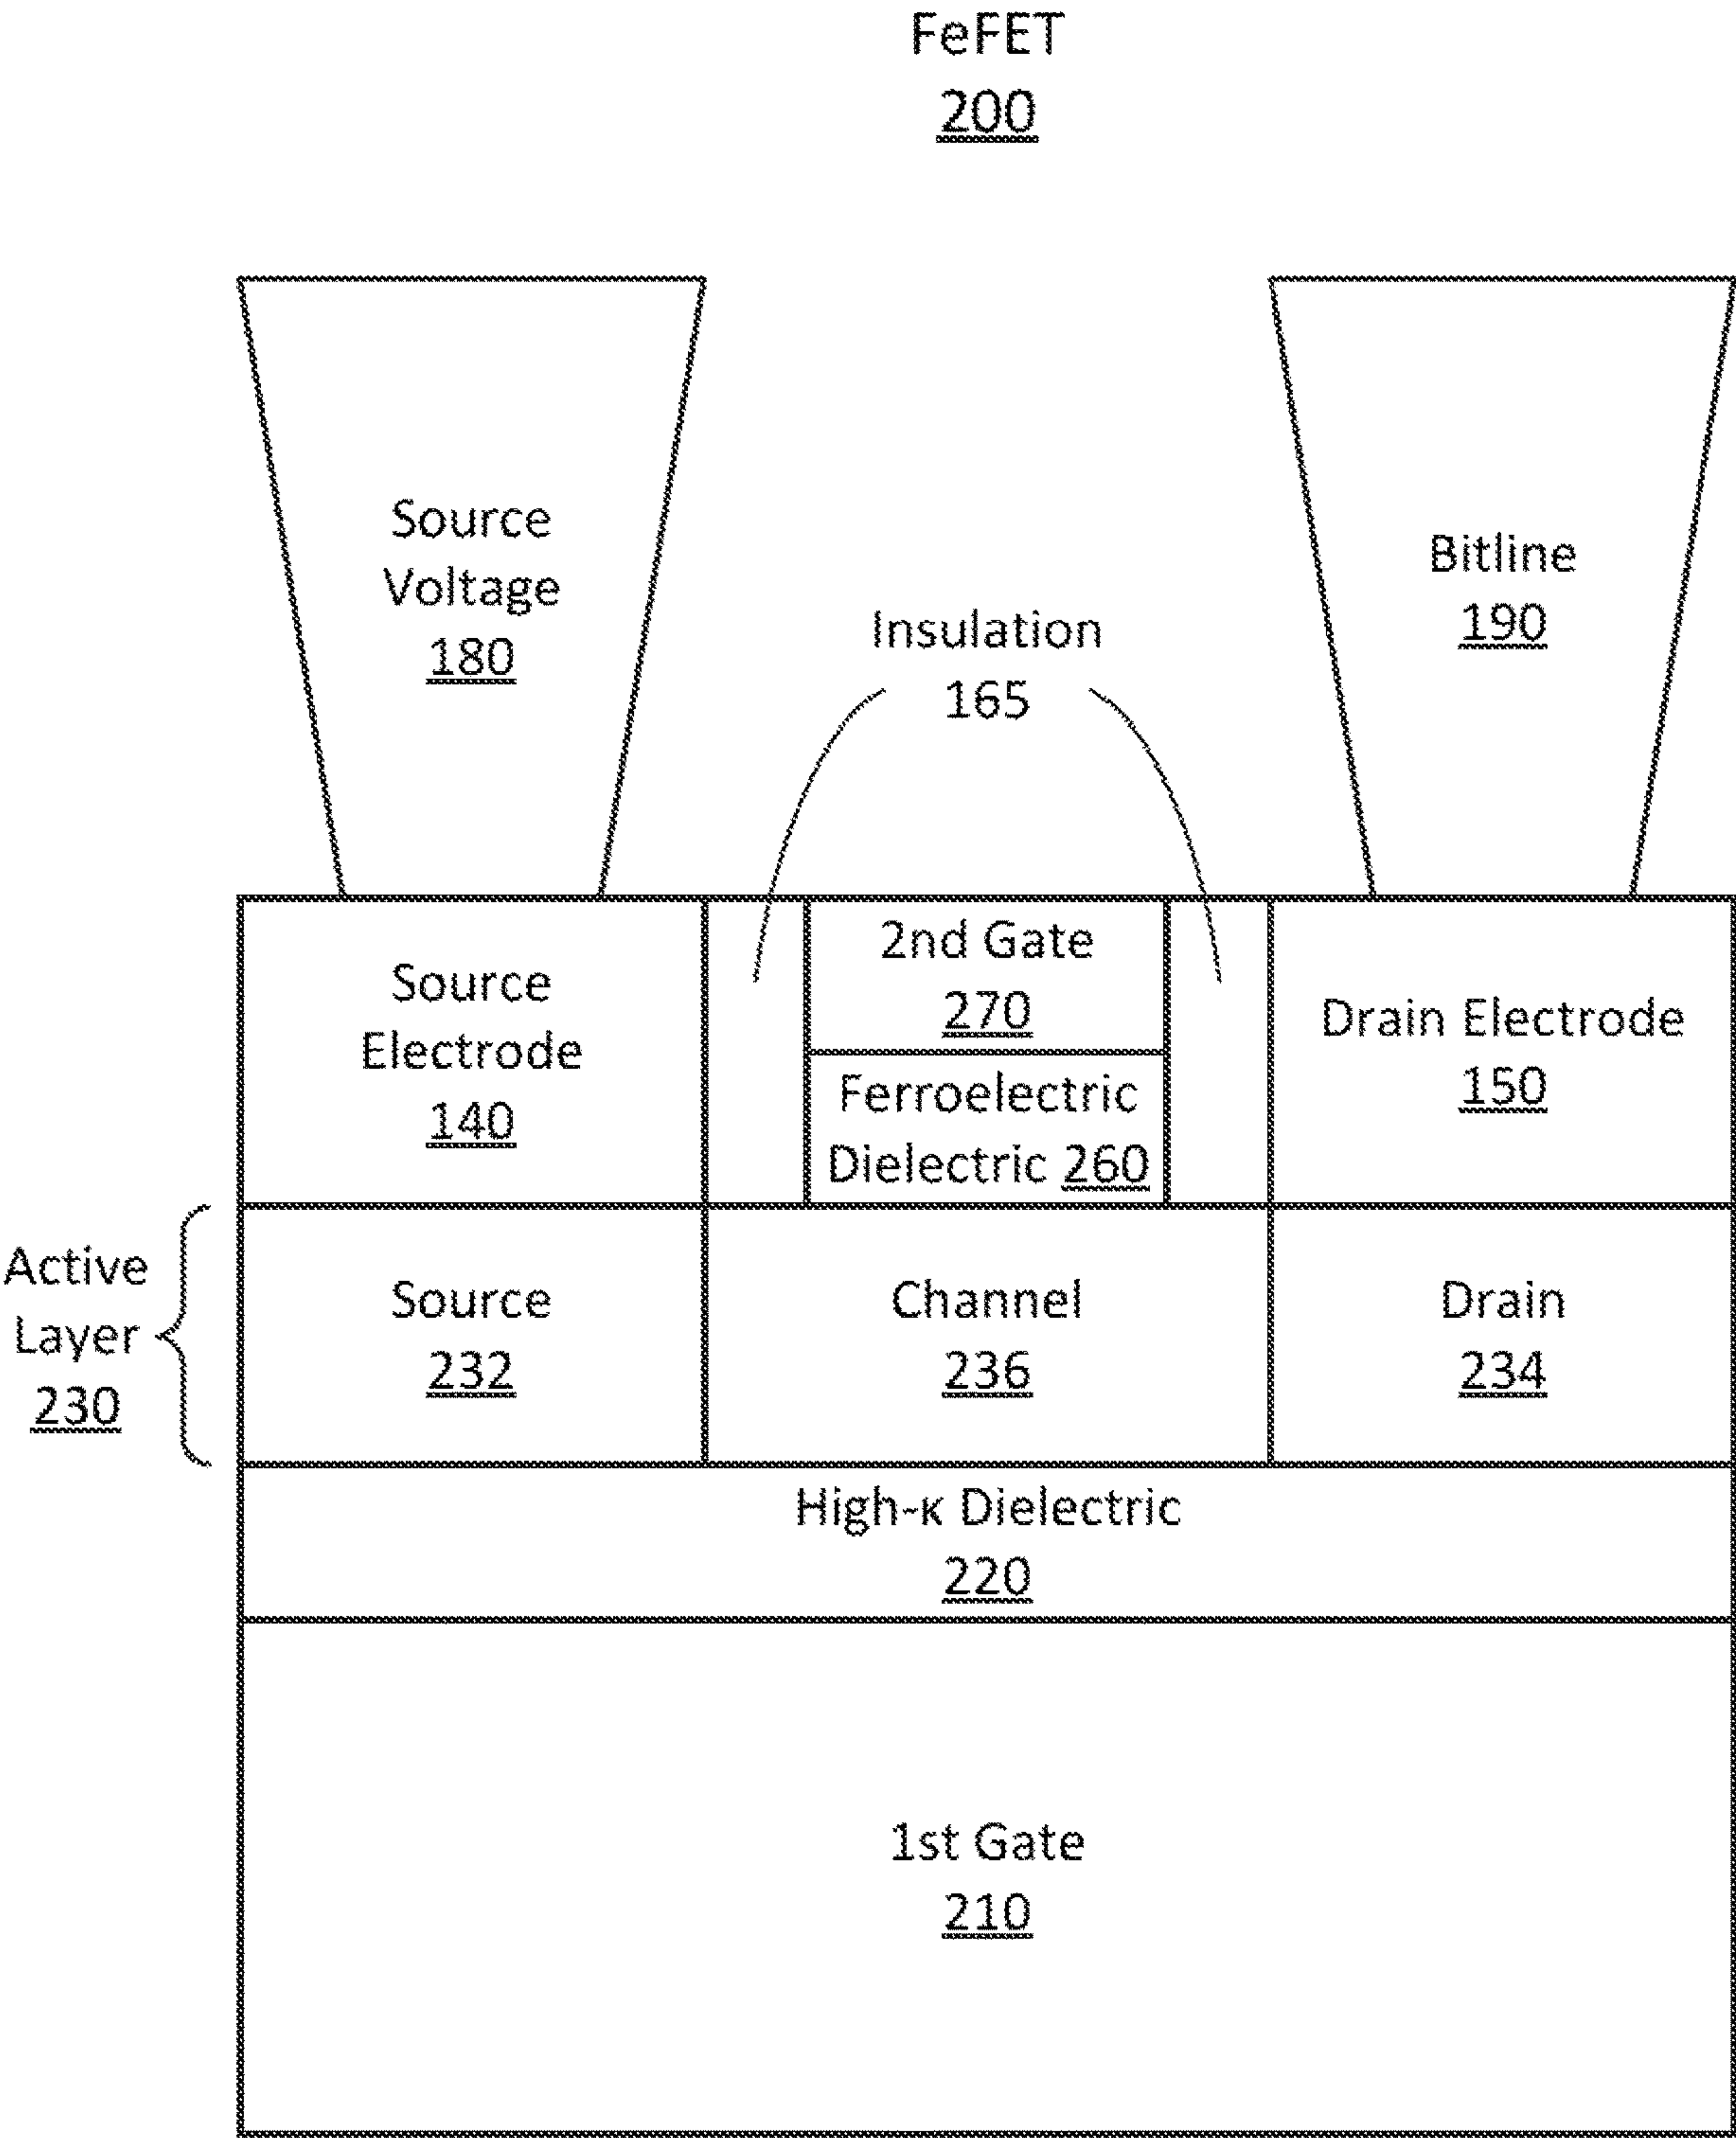 FeFET
200
Source
Voltage
180
Bitline
190
Insulation
165
Source
Electrode
140
2nd Gate
270
Ferroelectric
Dielectric 260
Drain Electrode
150
Active
Layer
230
Source
232
Channel
236
Drain
234
High-κ Dielectric
220
1st Gate
210